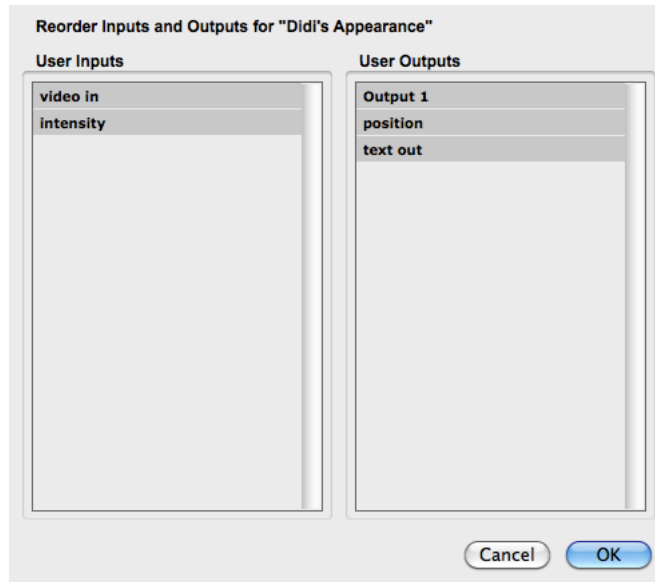 Reorder Inputs and Outputs for "Didi's Appearance"
User Inputs
video in
intensity
User Outputs
Output 1
position
text out
Cancel
OK